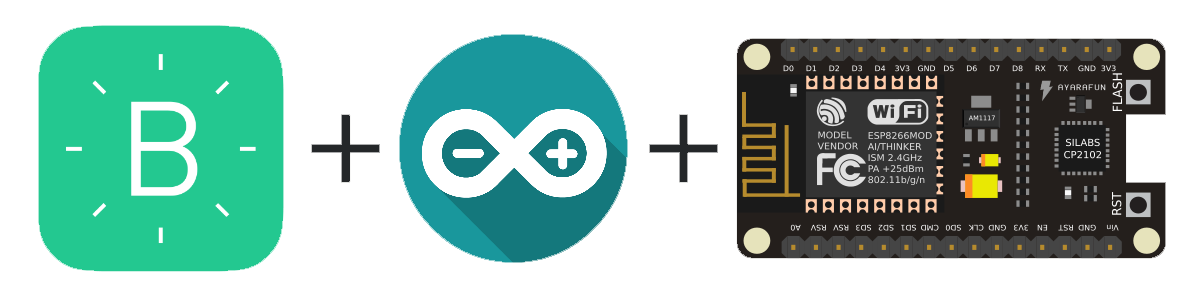 B
D0 D1 D2 D3 D4 3V3 GND D5 D6 D7 D8 RX TX GND 3V3
FLASH
AYARAFUN
WiFi
MODEL
VENDOR
FC
ESP8266MOD
AI/THINKER
ISM 2.4GHz
PA +25dBm
802.11b/g/n
AM1117
SILABS
CP2102
RST
A0 RSV RSV SD3 SD2 SD1 CMD SD0 CLK GND 3V3 EN RST GND Vin